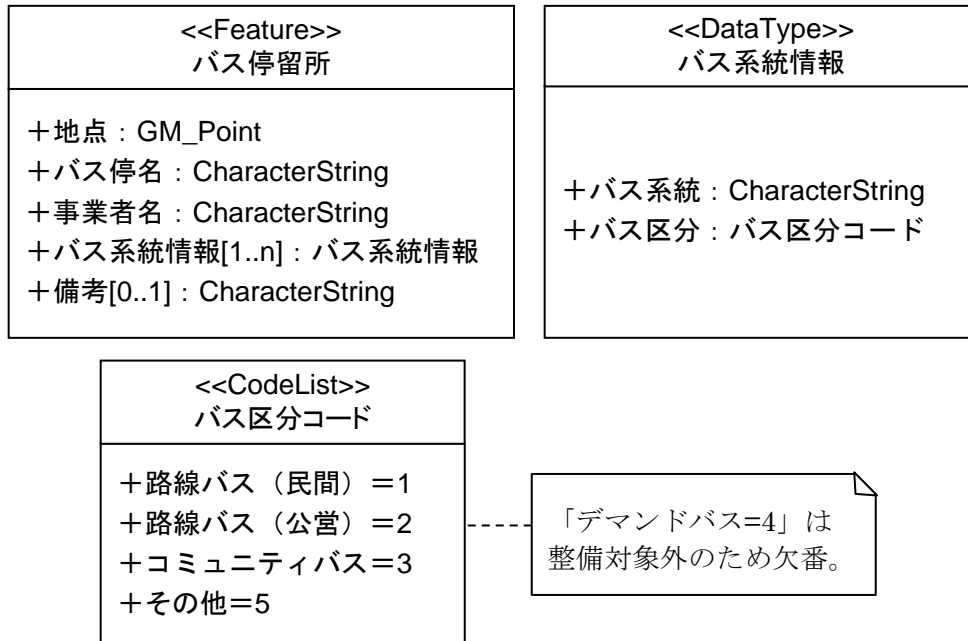 <<Feature>>
バス停留所
＋地点：GM_Point
＋バス停名：CharacterString
＋事業者名：CharacterString
＋バス系統情報[1..n]：バス系統情報
＋備考[0..1]：CharacterString
<<DataType>>
バス系統情報
＋バス系統：CharacterString
＋バス区分：バス区分コード
<<CodeList>>
バス区分コード
＋路線バス（民間）＝1
＋路線バス（公営）＝2
＋コミュニティバス＝3
＋その他＝5
「デマンドバス=4」は
整備対象外のため欠番。